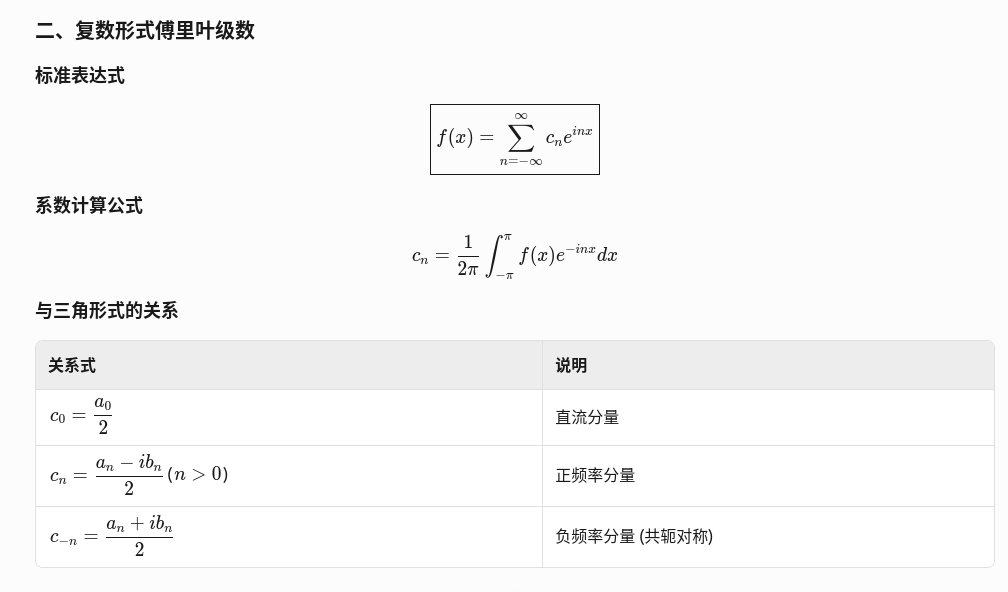 二、复数形式傅里叶级数
标准表达式
$$\boxed{f(x) = \sum_{n=-\infty}^{\infty} c_n e^{inx}}$$
系数计算公式
$$c_n = \frac{1}{2\pi} \int_{-\pi}^{\pi} f(x) e^{-inx} dx$$
与三角形式的关系
关系式 说明
$c_0 = \frac{a_0}{2}$ 直流分量
$c_n = \frac{a_n - ib_n}{2}$ ($n > 0$) 正频率分量
$c_{-n} = \frac{a_n + ib_n}{2}$ 负频率分量 (共轭对称)